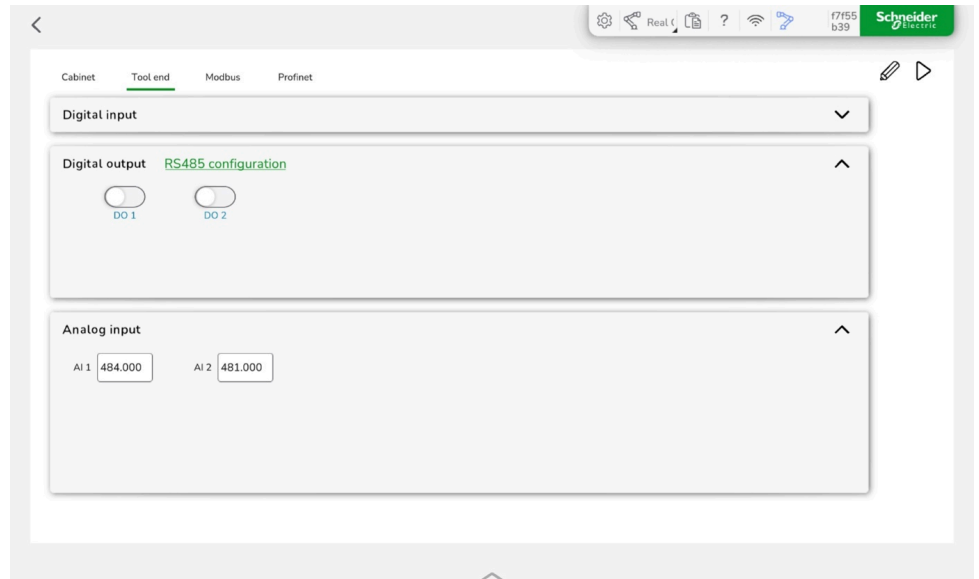 Real (
?
f7f55
b39
Schneider
Electric
Cabinet Tool end Modbus Profinet
Digital input
Digital output RS485 configuration
DO 1 DO 2
Analog input
AI 1 484.000 AI 2 481.000